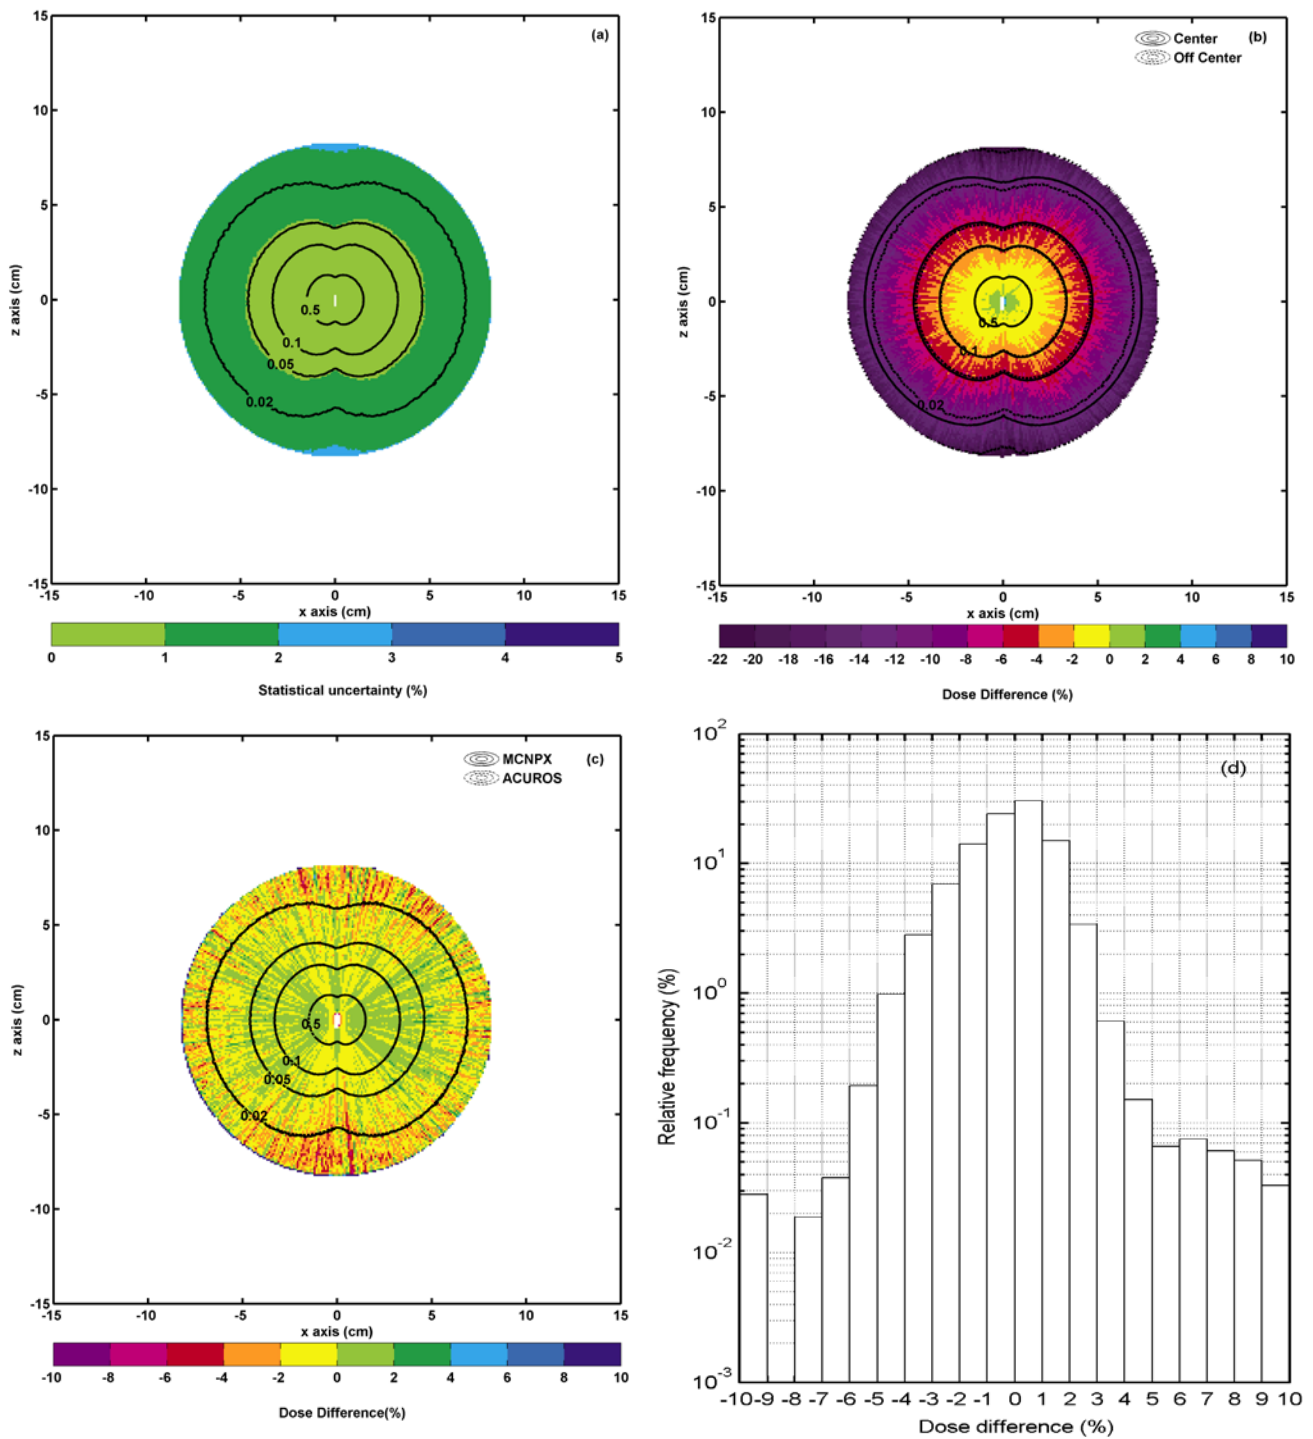 15
(a)
10
5
z axis (cm)
0
0.5
0.1
0.05
-5
0.02
-10
-15
-15 -10 -5 0 5 10 15
x axis (cm)
0 1 2 3 4 5
Statistical uncertainty (%)
15
Center (b)
Off Center
10
5
z axis (cm)
0
0.5
0.1
-5
0.02
-10
-15
-15 -10 -5 0 5 10 15
x axis (cm)
-22 -20 -18 -16 -14 -12 -10 -8 -6 -4 -2 0 2 4 6 8 10
Dose Difference (%)
15
MCNPX (c)
ACUROS
10
5
z axis (cm)
0
0.5
0.1
0.05
-5
0.02
-10
-15
-15 -10 -5 0 5 10 15
x axis (cm)
-10 -8 -6 -4 -2 0 2 4 6 8 10
Dose Difference(%)
10²
(d)
10¹
Relative frequency (%)
10⁰
10⁻¹
10⁻²
10⁻³
-10 -9 -8 -7 -6 -5 -4 -3 -2 -1 0 1 2 3 4 5 6 7 8 9 10
Dose difference (%)